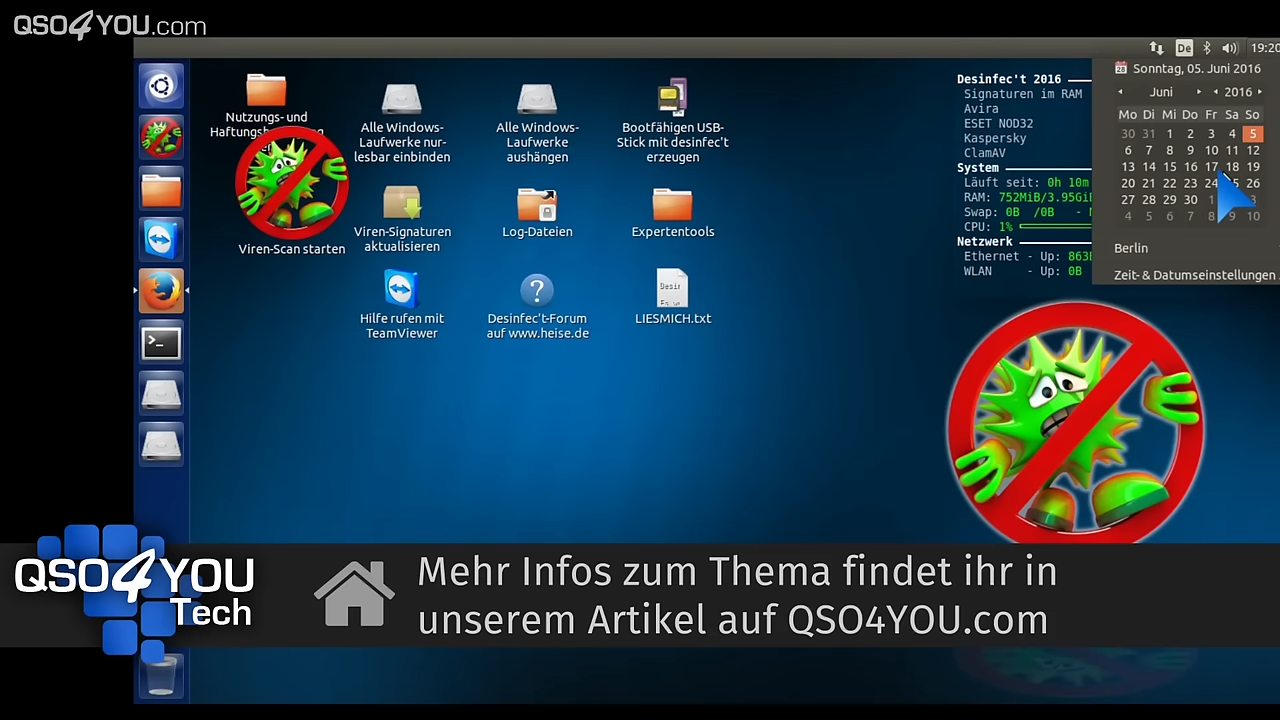 QSO4YOU.com
De
19:20
Nutzungs- und
Alle Windows-
Laufwerke nur-
lesbar einbinden
Alle Windows-
Laufwerke
aushängen
Bootfähigen USB-
Stick mit desinfec't
erzeugen
Viren-Scan starten
Viren-Signaturen
aktualisieren
Log-Dateien
Expertentools
Hilfe rufen mit
TeamViewer
?
Desinfec't-Forum
auf www.heise.de
LIESMICH.txt
Desinfec't 2016
Signaturen im RAM
Avira
ESET NOD32
Kaspersky
ClamAV
System
Läuft seit: 0h 10m
RAM: 752MiB/3.95Gi
Swap: 0B /0B -
CPU: 1%
Netzwerk
Ethernet - Up: 863
WLAN - Up: 0B
Sonntag, 05. Juni 2016
Juni 2016
Mo Di Mi Do Fr Sa So
30 31 1 2 3 4 5
6 7 8 9 10 11 12
13 14 15 16 17 18 19
20 21 22 23 24 25 26
27 28 29 30 1 3
4 5 6 7 8 9 10
Berlin
Zeit- & Datumseinstellungen
QSO4YOU
Tech
Mehr Infos zum Thema findet ihr in
unserem Artikel auf QSO4YOU.com